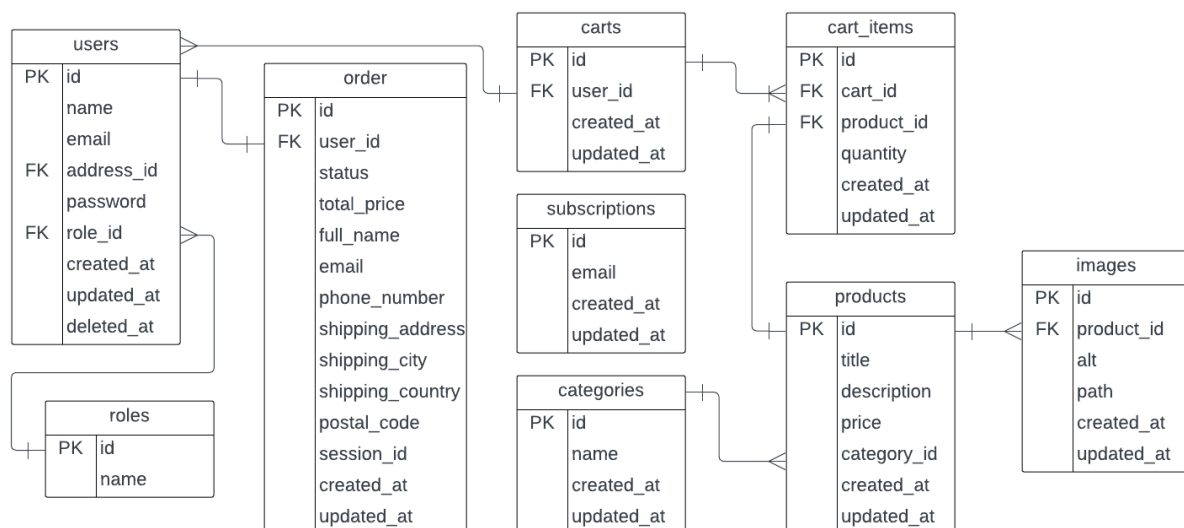 users
PK id
name
email
FK address_id
password
FK role_id
created_at
updated_at
deleted_at
roles
PK id
name
order
PK id
FK user_id
status
total_price
full_name
email
phone_number
shipping_address
shipping_city
shipping_country
postal_code
session_id
created_at
updated_at
carts
PK id
FK user_id
created_at
updated_at
subscriptions
PK id
email
created_at
updated_at
categories
PK id
name
created_at
updated_at
cart_items
PK id
FK cart_id
FK product_id
quantity
created_at
updated_at
products
PK id
title
description
price
category_id
created_at
updated_at
images
PK id
FK product_id
alt
path
created_at
updated_at